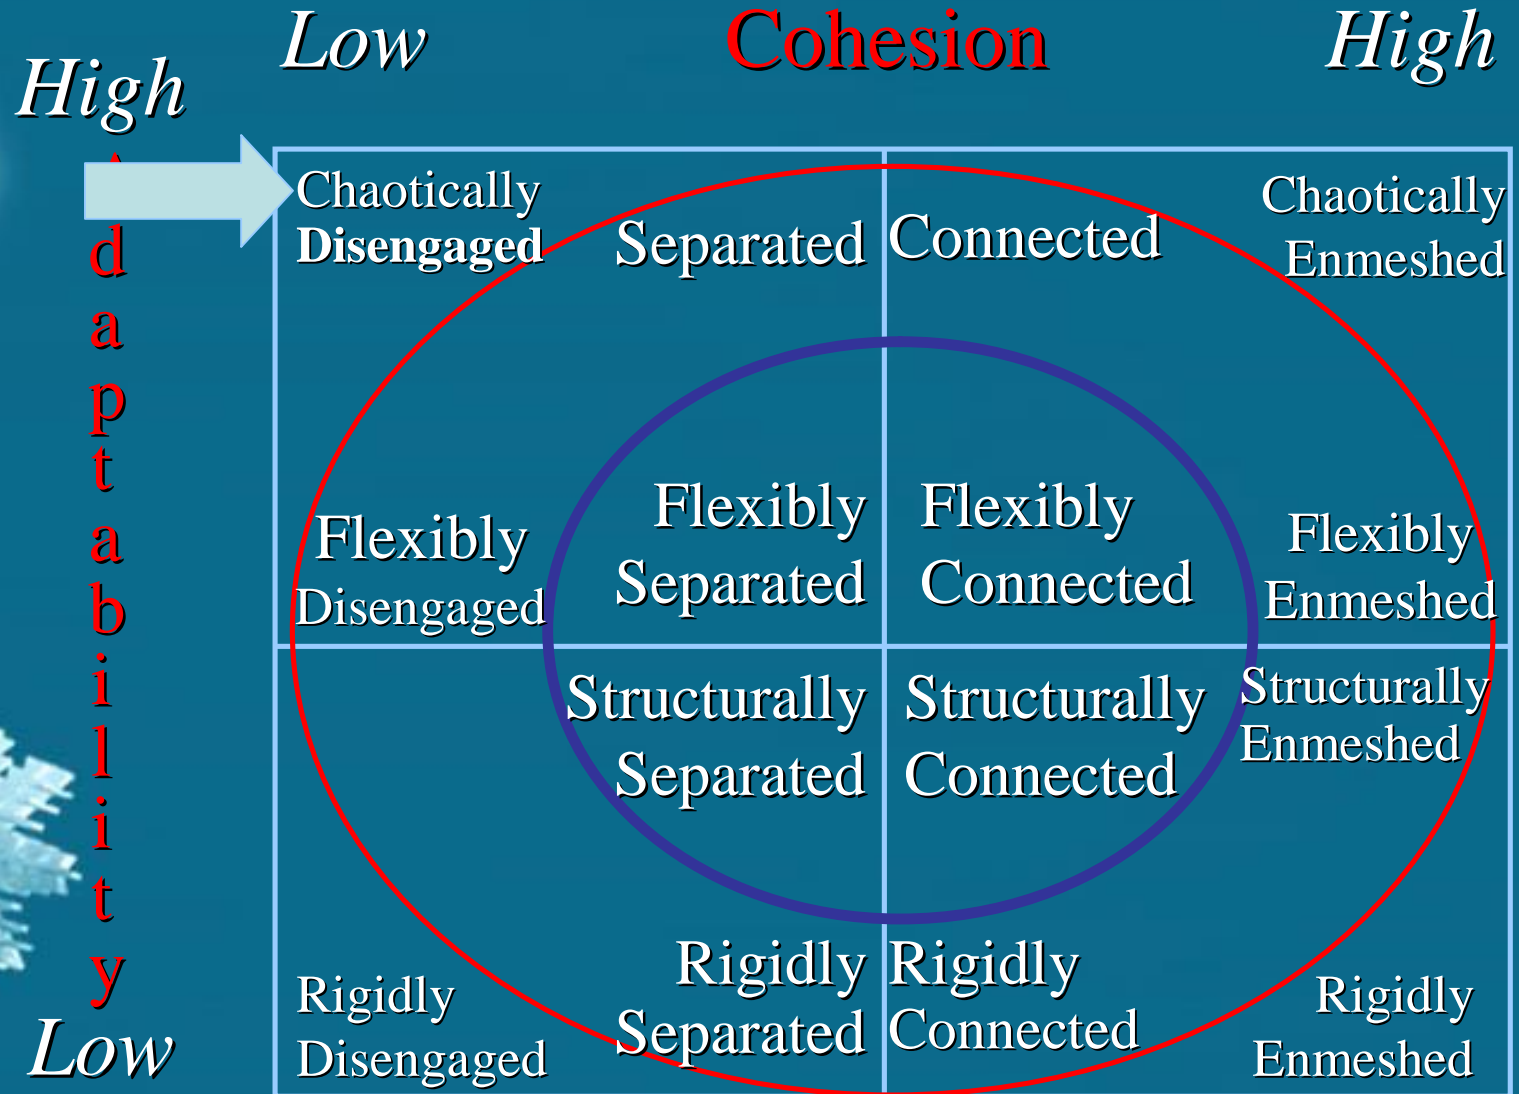 Low Cohesion High
High
Adaptability
Low
Chaotically
Disengaged
Separated
Connected
Chaotically
Enmeshed
Flexibly
Disengaged
Flexibly
Separated
Flexibly
Connected
Flexibly
Enmeshed
Structurally
Separated
Structurally
Connected
Structurally
Enmeshed
Rigidly
Disengaged
Rigidly
Separated
Rigidly
Connected
Rigidly
Enmeshed